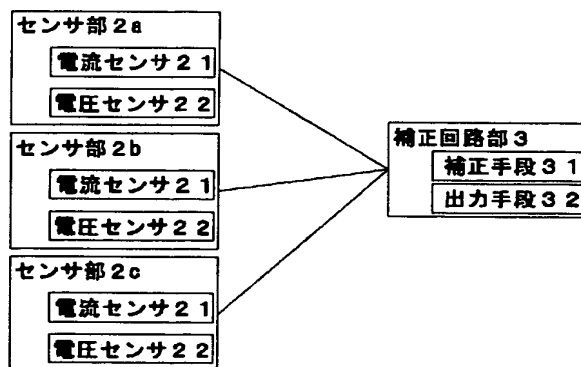 センサ部2a
電流センサ21
電圧センサ22
センサ部2b
電流センサ21
電圧センサ22
センサ部2c
電流センサ21
電圧センサ22
補正回路部3
補正手段31
出力手段32